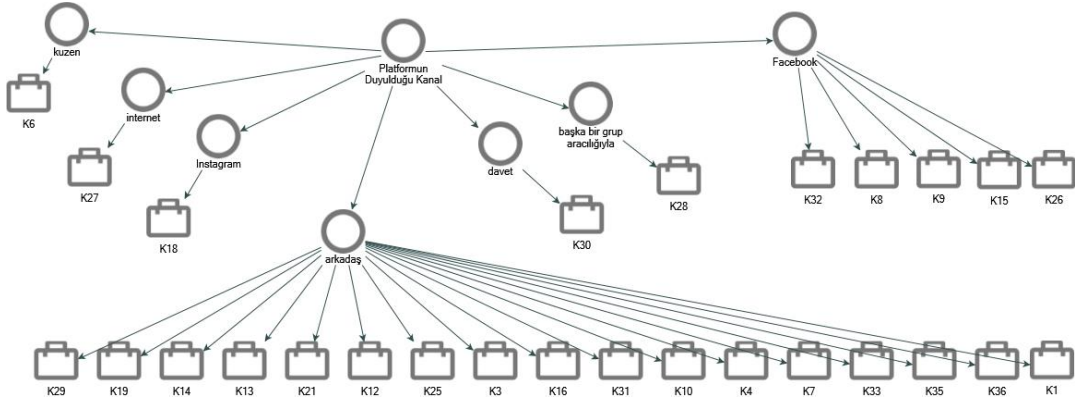 kuzen
Platformun
Duyulduğu Kanal
Facebook
K6
internet
Instagram
başka bir grup
aracılığıyla
davet
K27
K18
K30
K28
K32
K8
K9
K15
K26
arkadaş
K29
K19
K14
K13
K21
K12
K25
K3
K16
K31
K10
K4
K7
K33
K35
K36
K1